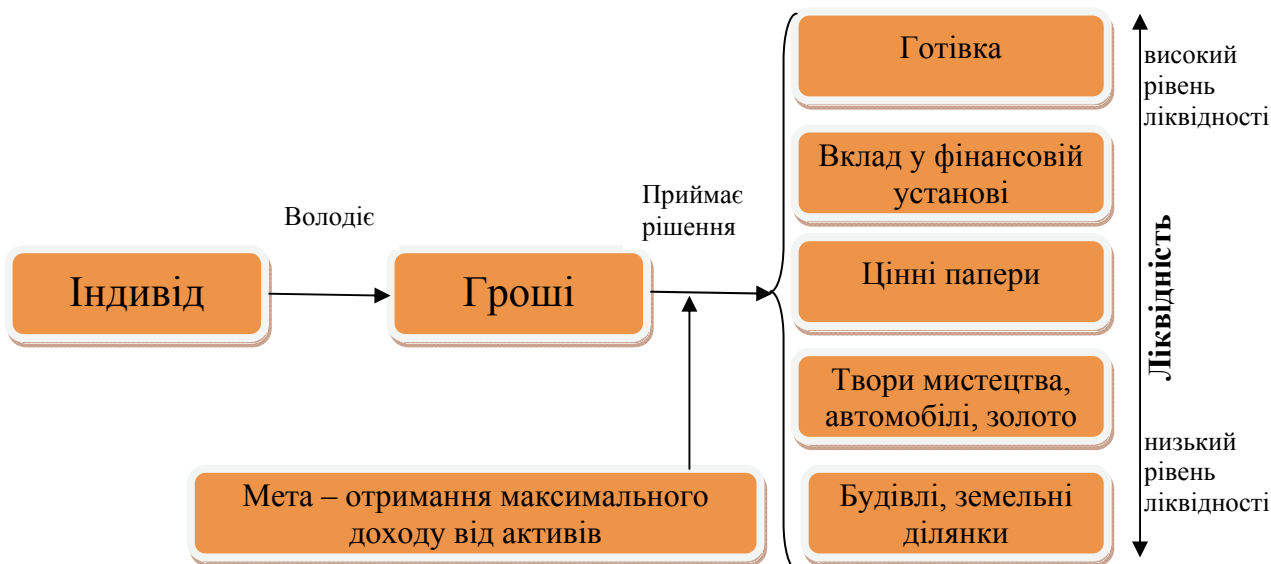 Індивід
Володіє
Гроші
Приймає
рішення
Мета – отримання максимального
доходу від активів
Готівка
Вклад у фінансовій
установі
Цінні папери
Твори мистецтва,
автомобілі, золото
Будівлі, земельні
ділянки
високий
рівень
ліквідності
Ліквідність
низький
рівень
ліквідності